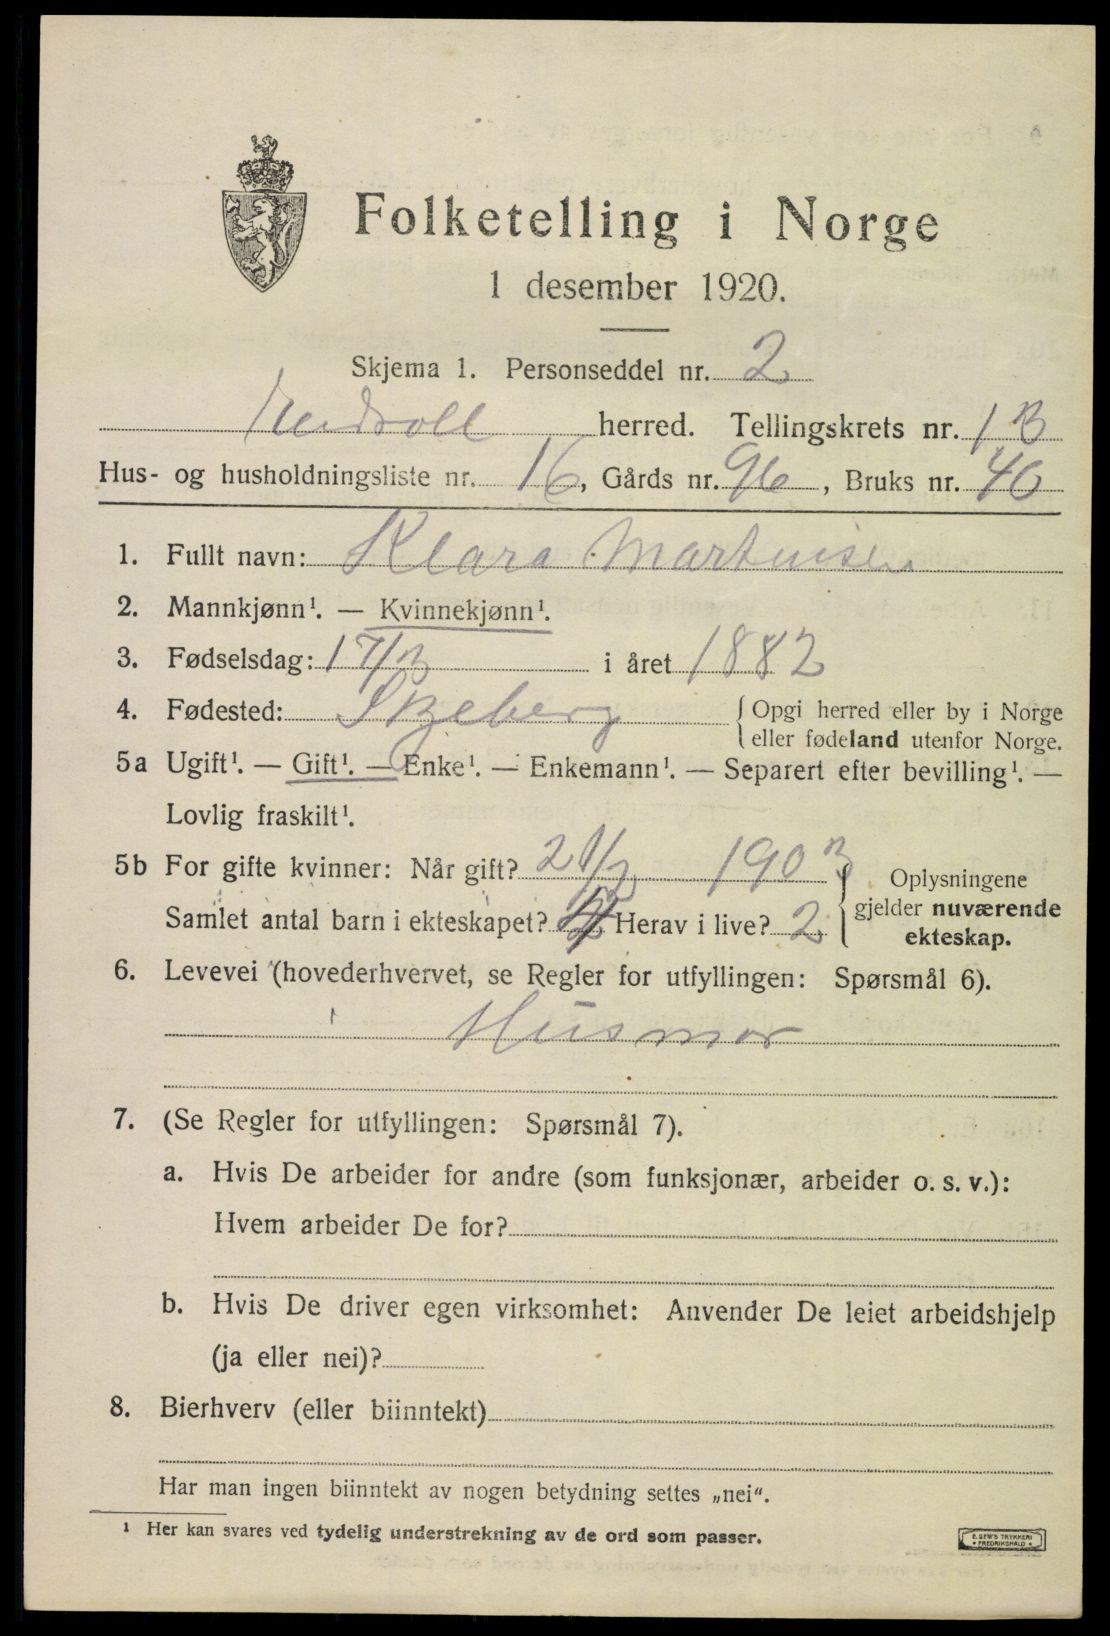 Folketelling i Norge
1 desember 1920.
Skjema 1. Personseddel nr. 2
herred. Tellingskrets nr. 1 B
Hus- og husholdningsliste nr. 16, Gårds nr. 96, Bruks nr. 40
1. Fullt navn: Klara Martinisen
2. Mannkjønn¹. — Kvinnekjønn¹.
3. Fødselsdag: 17/3 i året 1882
4. Fødested: Skjeberg { Opgi herred eller by i Norge
eller fødeland utenfor Norge.
5a Ugift¹. — Gift¹. — Enke¹. — Enkemann¹. — Separert efter bevilling¹. —
Lovlig fraskilt¹.
5b For gifte kvinner: Når gift? 21/2 1903
Samlet antal barn i ekteskapet? 2 Herav i live? 2
Oplysningene
gjelder nuværende
ekteskap.
6. Levevei (hovederhvervet, se Regler for utfyllingen: Spørsmål 6).
Husmor
7. (Se Regler for utfyllingen: Spørsmål 7).
a. Hvis De arbeider for andre (som funksjonær, arbeider o. s. v.):
Hvem arbeider De for?
b. Hvis De driver egen virksomhet: Anvender De leiet arbeidshjelp
(ja eller nei)?
8. Bierhverv (eller biinntekt)
Har man ingen biinntekt av nogen betydning settes „nei“.
¹ Her kan svares ved tydelig understrekning av de ord som passer.
E. SEM'S TRYKKERI
• FREDRIKSHALD •